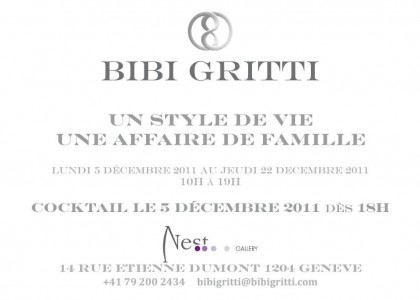 BIBI GRITTI
UN STYLE DE VIE
UNE AFFAIRE DE FAMILLE
LUNDI 5 DÉCEMBRE 2011 AU JEUDI 22 DECEMBRE 2011
10H À 19H
COCKTAIL LE 5 DÉCEMBRE 2011 DÈS 18H
Nest GALLERY
14 RUE ETIENNE DUMONT 1204 GENEVE
+41 79 200 2434 bibigritti@bibigritti.com